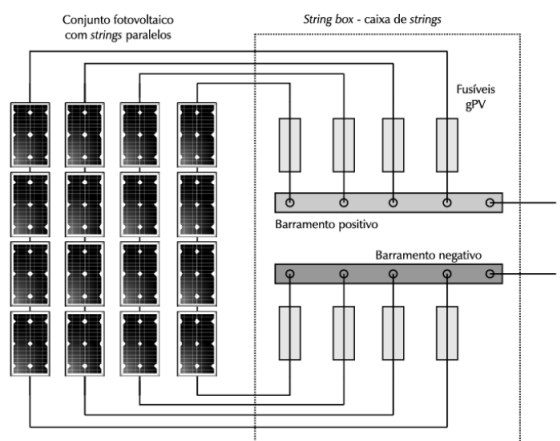 Conjunto fotovoltaico
com strings paralelos
String box - caixa de strings
Fusíveis
gPV
Barramento positivo
Barramento negativo